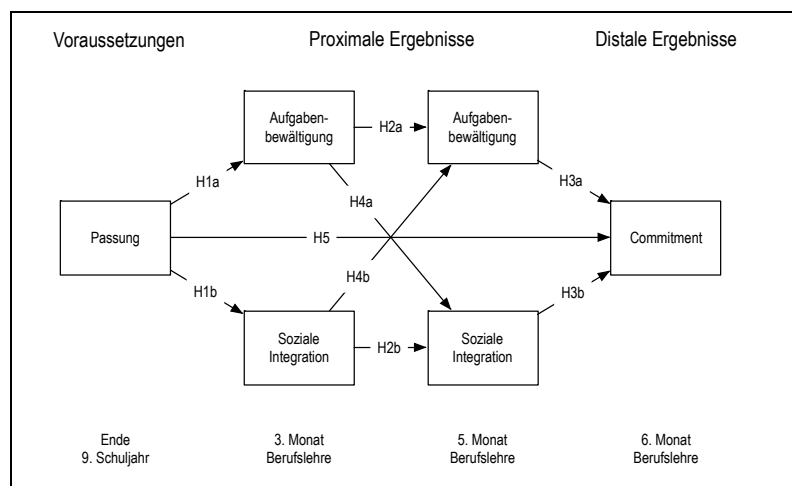 Voraussetzungen
Proximale Ergebnisse
Distale Ergebnisse
Aufgaben-
bewältigung
H2a
Aufgaben-
bewältigung
H1a
H4a
H3a
Passung
H5
Commitment
H1b
H4b
H3b
Soziale
Integration
H2b
Soziale
Integration
Ende
9. Schuljahr
3. Monat
Berufslehre
5. Monat
Berufslehre
6. Monat
Berufslehre